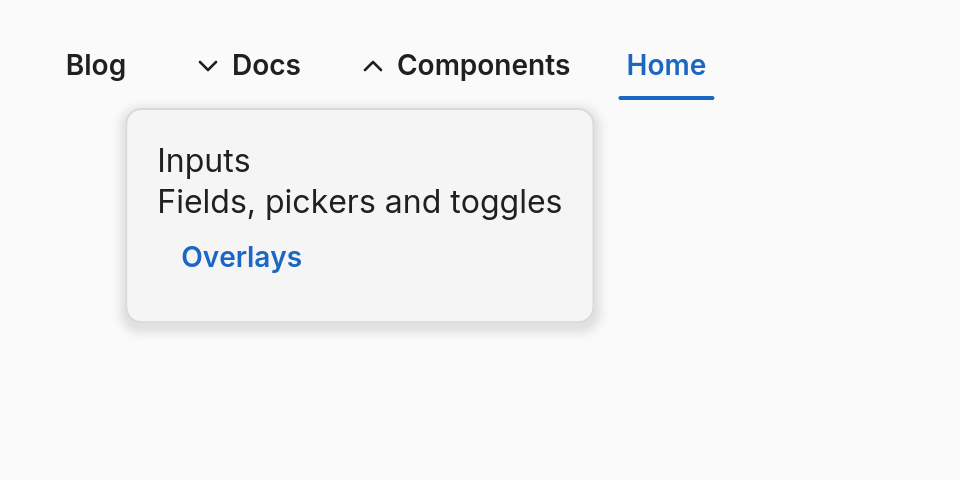 Blog
Docs
Components
Home
Inputs
Fields, pickers and toggles
Overlays